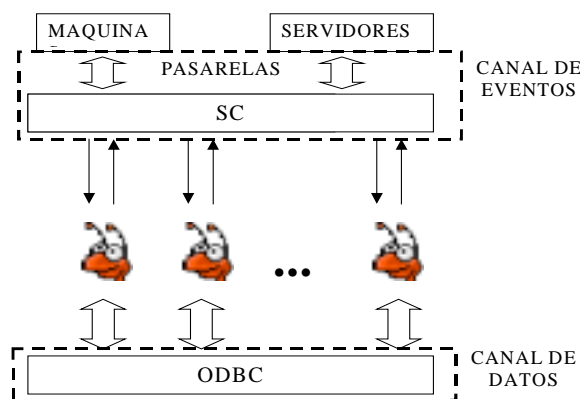 MAQUINA
SERVIDORES
PASARELAS
CANAL DE
EVENTOS
SC
...
ODBC
CANAL DE
DATOS